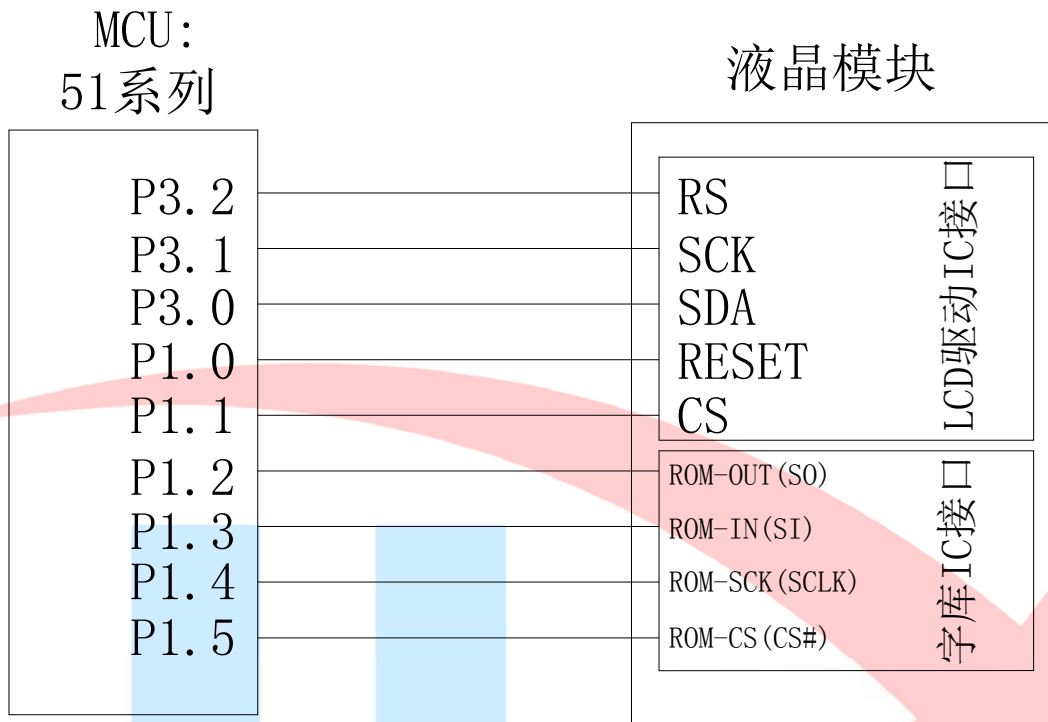 MCU:
51系列
液晶模块
P3.2
P3.1
P3.0
P1.0
P1.1
P1.2
P1.3
P1.4
P1.5
RS
SCK
SDA
RESET
CS
LCD驱动IC接口
ROM-OUT(SO)
ROM-IN(SI)
ROM-SCK(SCLK)
ROM-CS(CS#)
字库IC接口